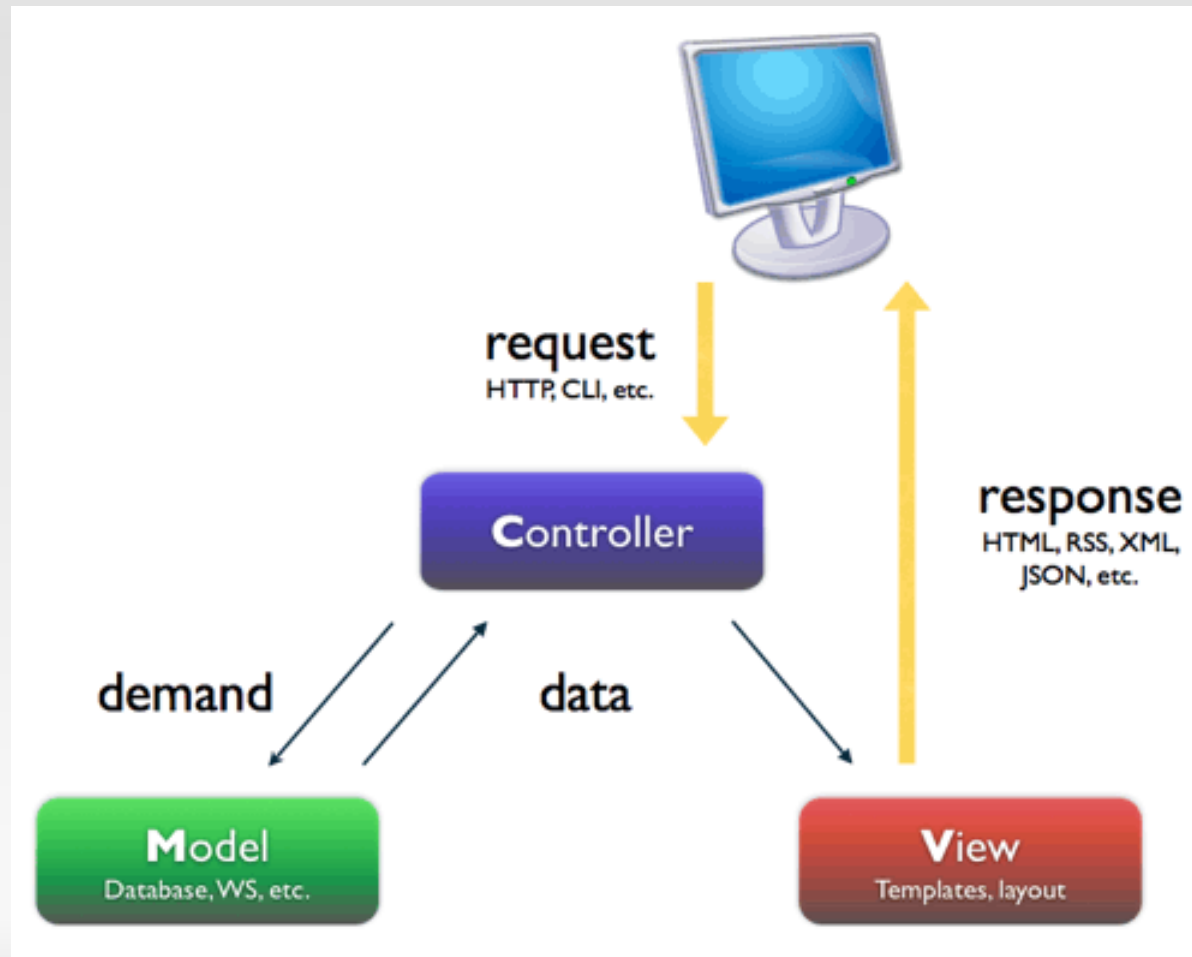 request
HTTP, CLI, etc.
Controller
response
HTML, RSS, XML,
JSON, etc.
demand
data
Model
Database, WS, etc.
View
Templates, layout